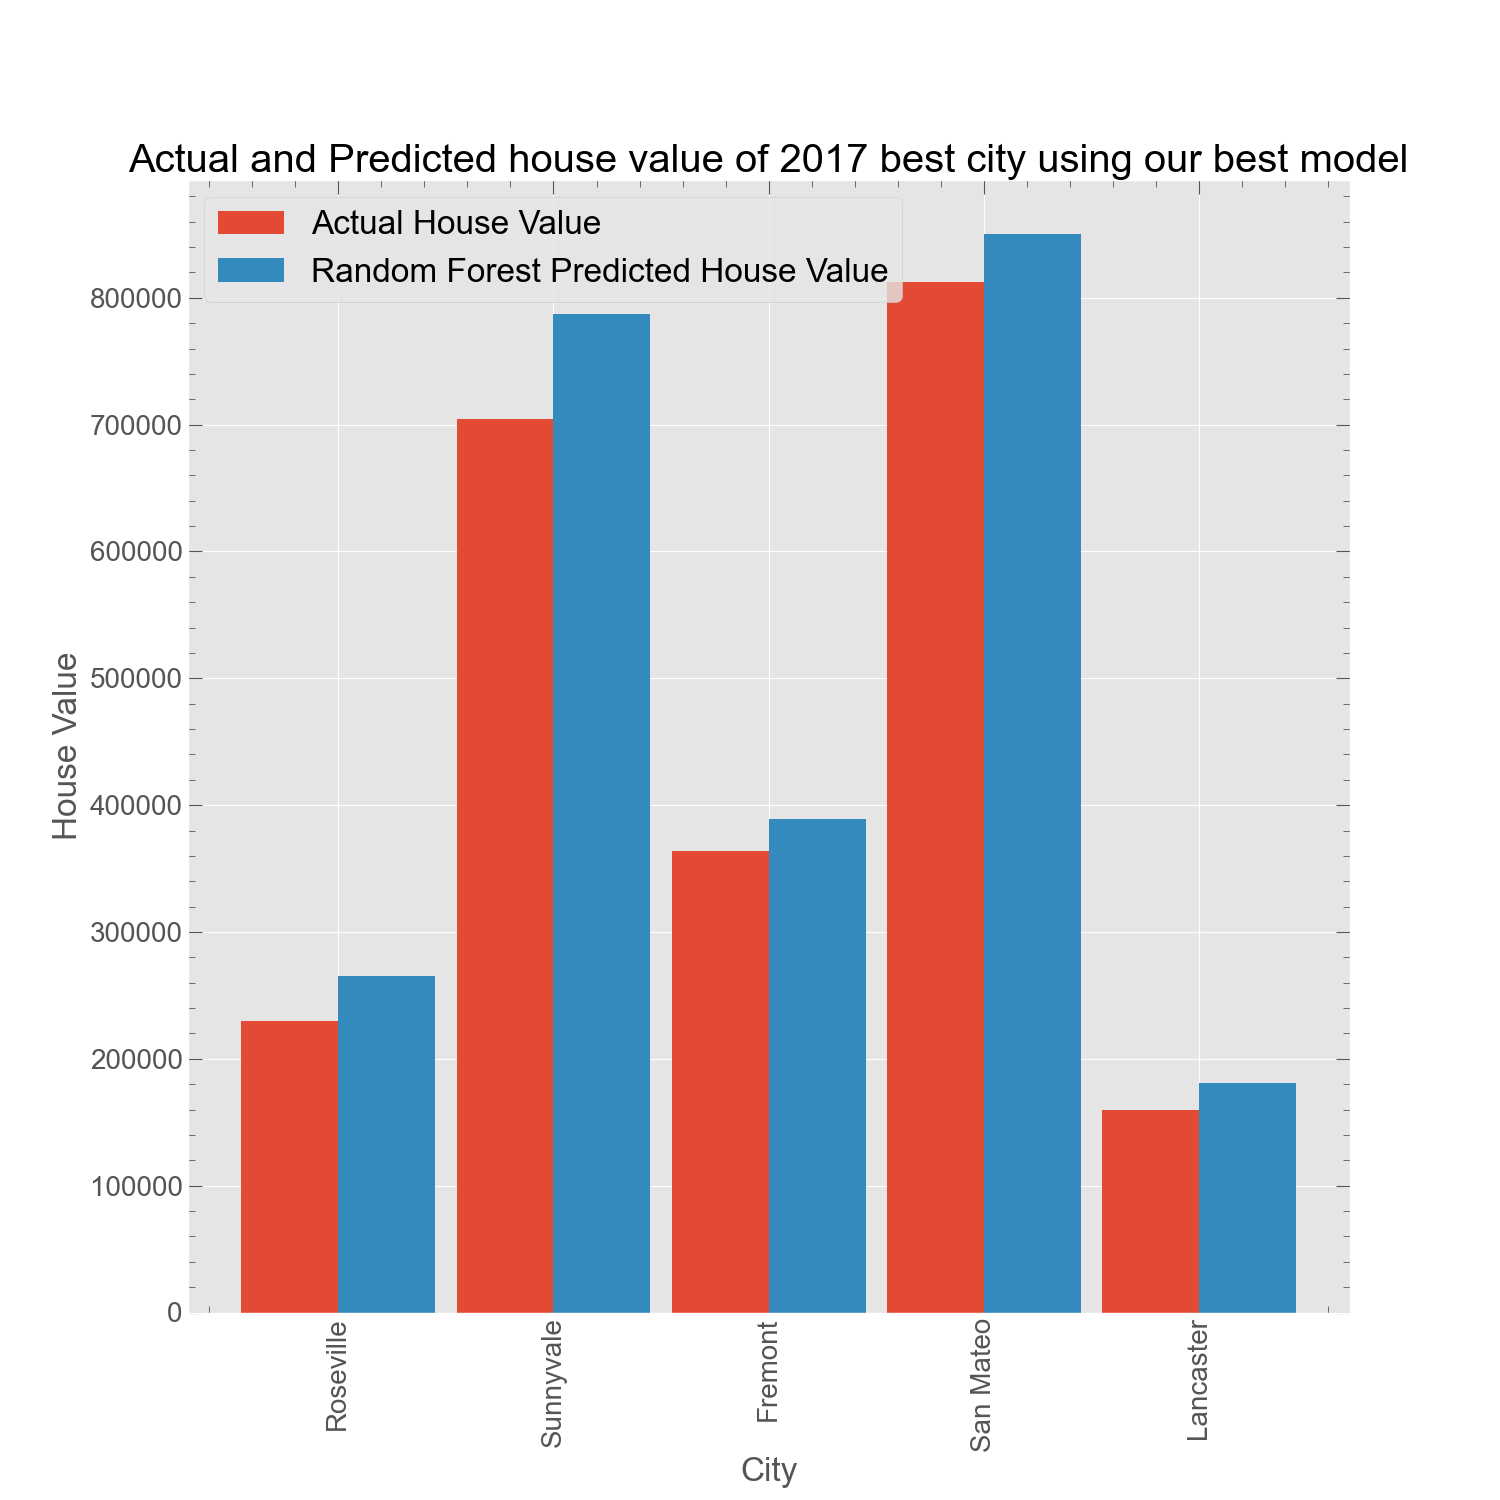 Actual and Predicted house value of 2017 best city using our best model
Actual House Value
Random Forest Predicted House Value
800000
700000
600000
500000
400000
300000
200000
100000
0
House Value
Roseville
Sunnyvale
Fremont
San Mateo
Lancaster
City